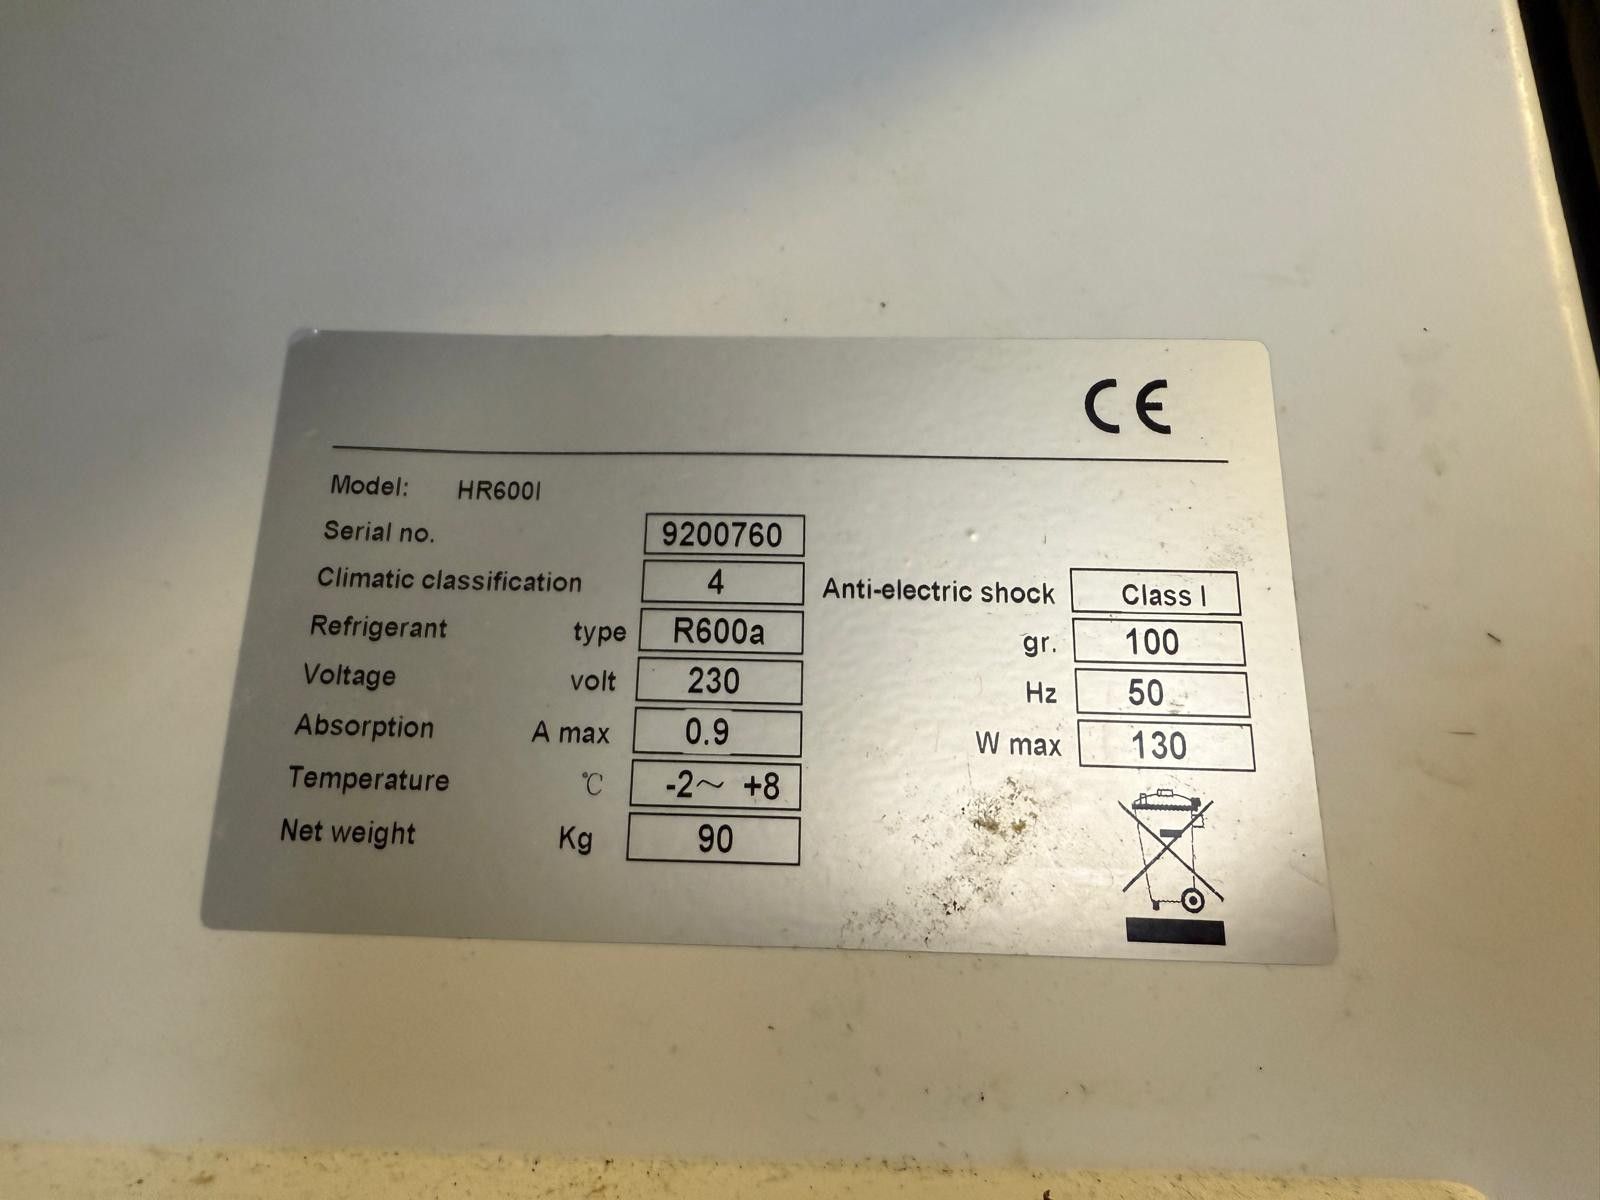 CE
Model: HR600I
Serial no. 9200760
Climatic classification 4 Anti-electric shock Class I
Refrigerant type R600a gr. 100
Voltage volt 230 Hz 50
Absorption A max 0.9 W max 130
Temperature ℃ -2～ +8
Net weight Kg 90